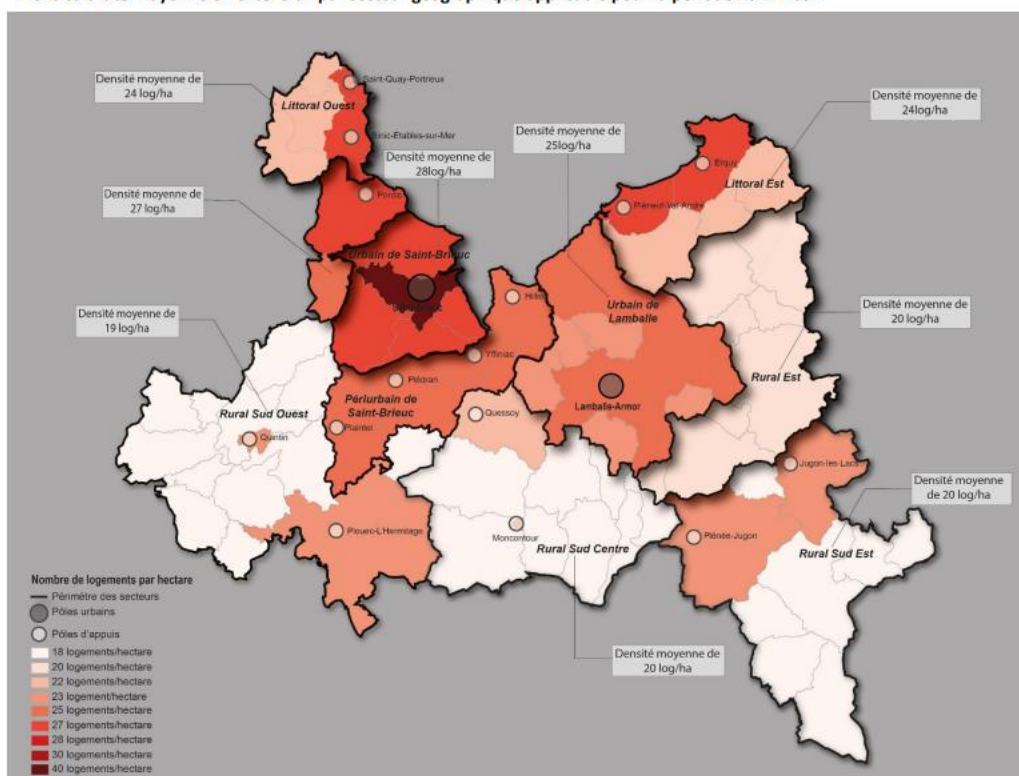 Densité moyenne de
24 log/ha
Saint-Quay-Portrieux
Littoral Ouest
Binic-Etables-sur-Mer
Densité moyenne de
28log/ha
Densité moyenne de
25log/ha
Densité moyenne de
24log/ha
Erquy
Littoral Est
Pléneuf-Val-André
Densité moyenne de
27 log/ha
Pordic
Urbain de Saint-Brieuc
Hillion
Urbain de
Lamballe
Densité moyenne de
19 log/ha
Densité moyenne de
20 log/ha
Yffiniac
Rural Est
Plédran
Périurbain de
Saint-Brieuc
Lamballe-Armor
Rural Sud Ouest
Quessoy
Plaintel
Quintin
Jugon-les-Lacs
Densité moyenne
de 20 log/ha
Ploeuc-L'Hermitage
Moncontour
Plénée-Jugon
Rural Sud Centre
Rural Sud Est
Densité moyenne de
20 log/ha
Nombre de logements par hectare
Périmètre des secteurs
Pôles urbains
Pôles d'appuis
18 logements/hectare
20 logements/hectare
22 logements/hectare
23 logement/hectare
25 logements/hectare
27 logements/hectare
28 logements/hectare
30 logements/hectare
40 logements/hectare